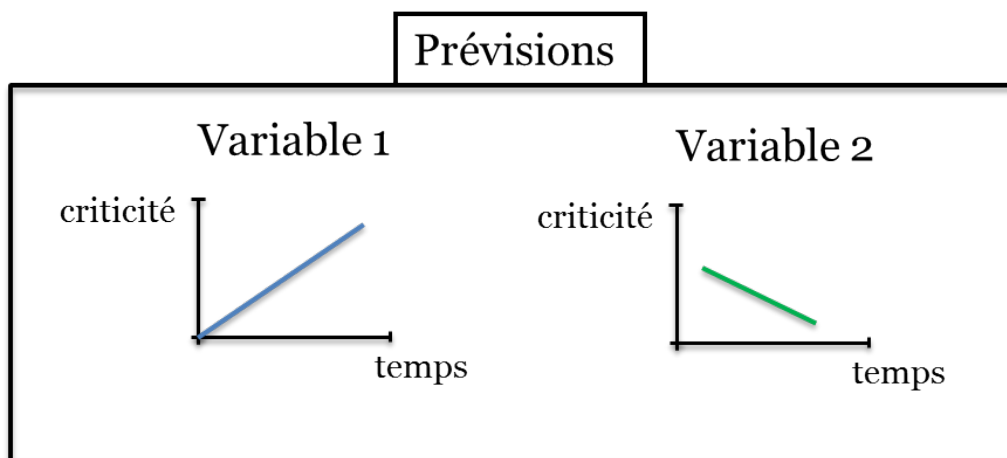 Prévisions
Variable 1
criticité
temps
Variable 2
criticité
temps